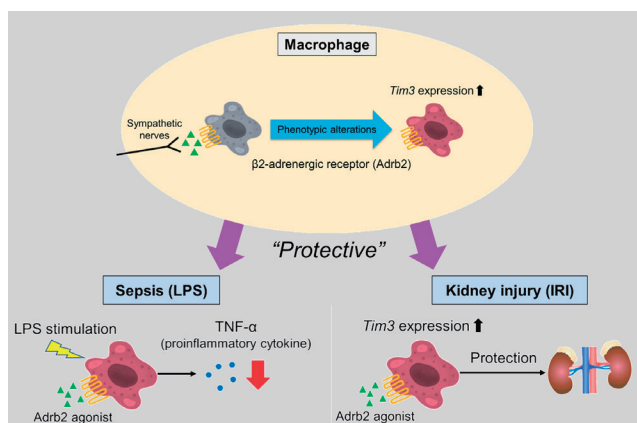 Macrophage
Tim3 expression
Sympathetic
nerves
Phenotypic alterations
β2-adrenergic receptor (Adrb2)
“Protective”
Sepsis (LPS)
Kidney injury (IRI)
LPS stimulation
TNF-α
(proinflammatory cytokine)
Adrb2 agonist
Tim3 expression
Protection
Adrb2 agonist